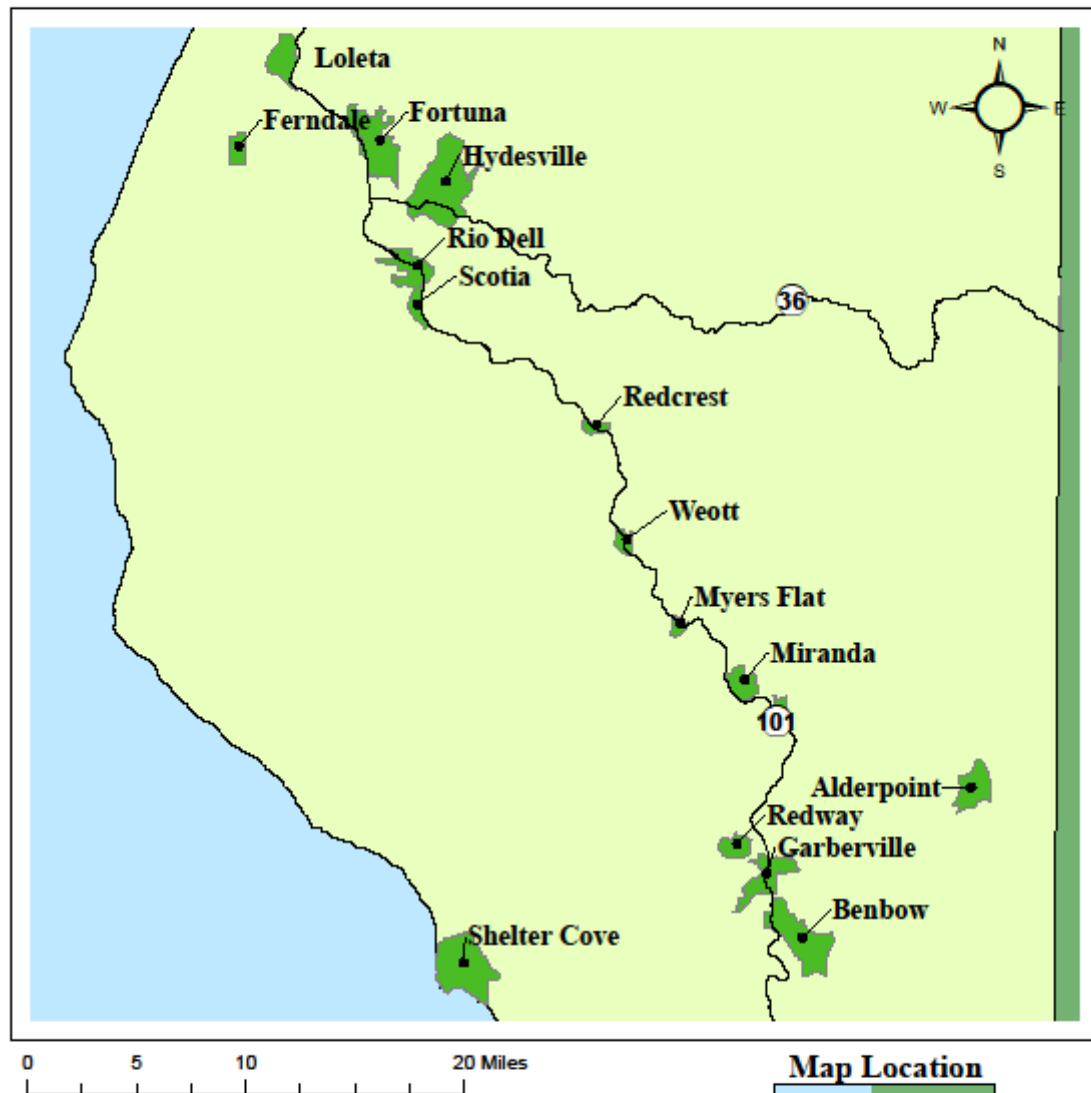 N
Loleta
W
E
Ferndale
Fortuna
Hydesville
S
Rio Dell
Scotia
36
Redcrest
Weott
Myers Flat
Miranda
101
Alderpoint
Redway
Garberville
Benbow
Shelter Cove
0 5 10 20 Miles
Map Location